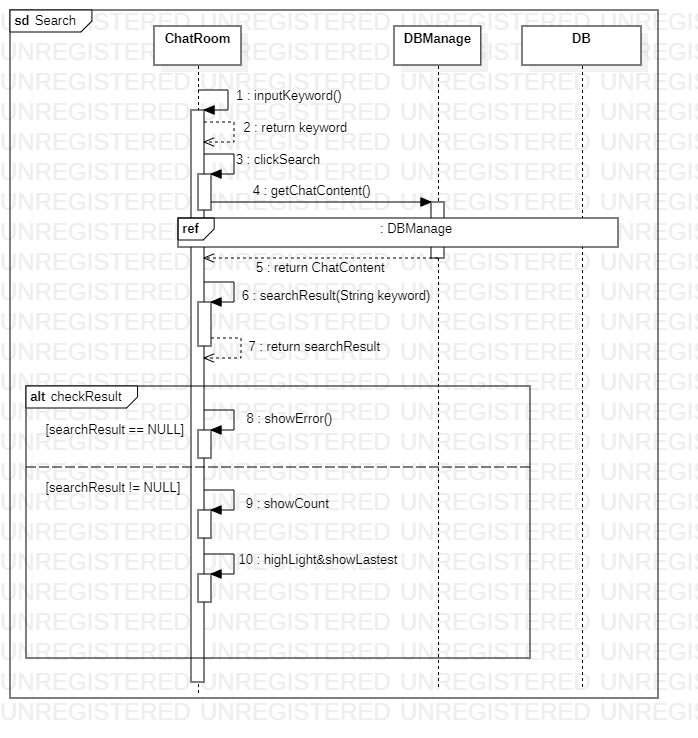 sd Search
ChatRoom
DBManage
DB
1 : inputKeyword()
2 : return keyword
3 : clickSearch
4 : getChatContent()
ref
: DBManage
5 : return ChatContent
6 : searchResult(String keyword)
7 : return searchResult
alt checkResult
8 : showError()
[searchResult == NULL]
[searchResult != NULL]
9 : showCount
10 : highLight&showLastest
UNREGISTERED